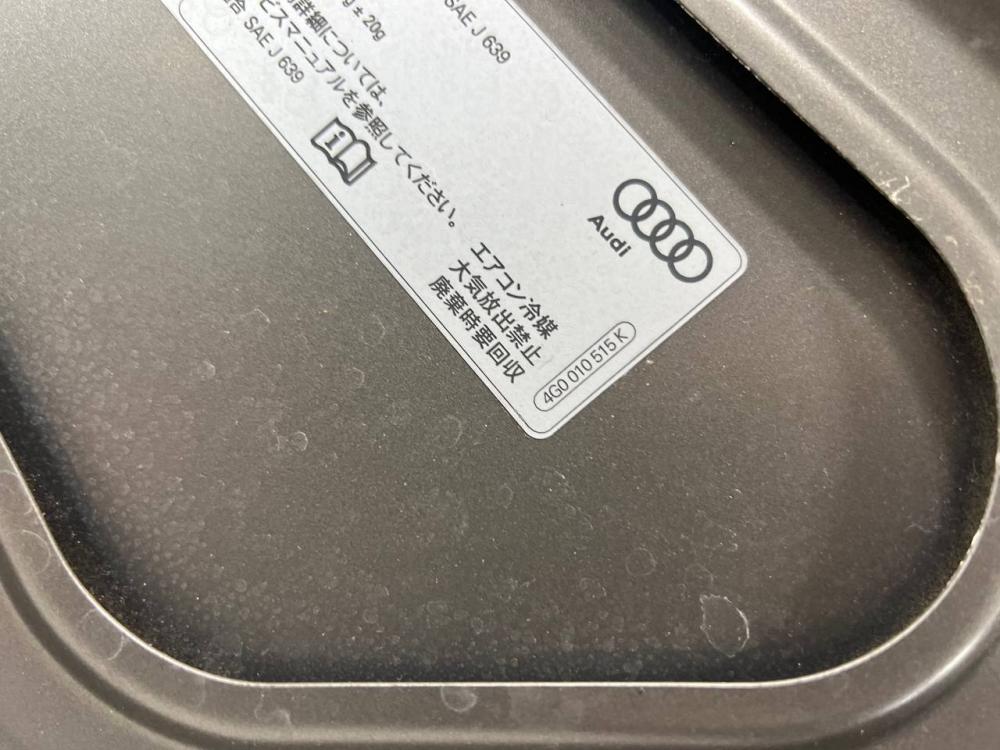 g ± 20g
SAE J 639
詳細については、
ビスマニュアルを参照してください。
合 SAE J 639
Audi
エアコン冷媒
大気放出禁止
廃棄時要回収
4G0 010 515 K